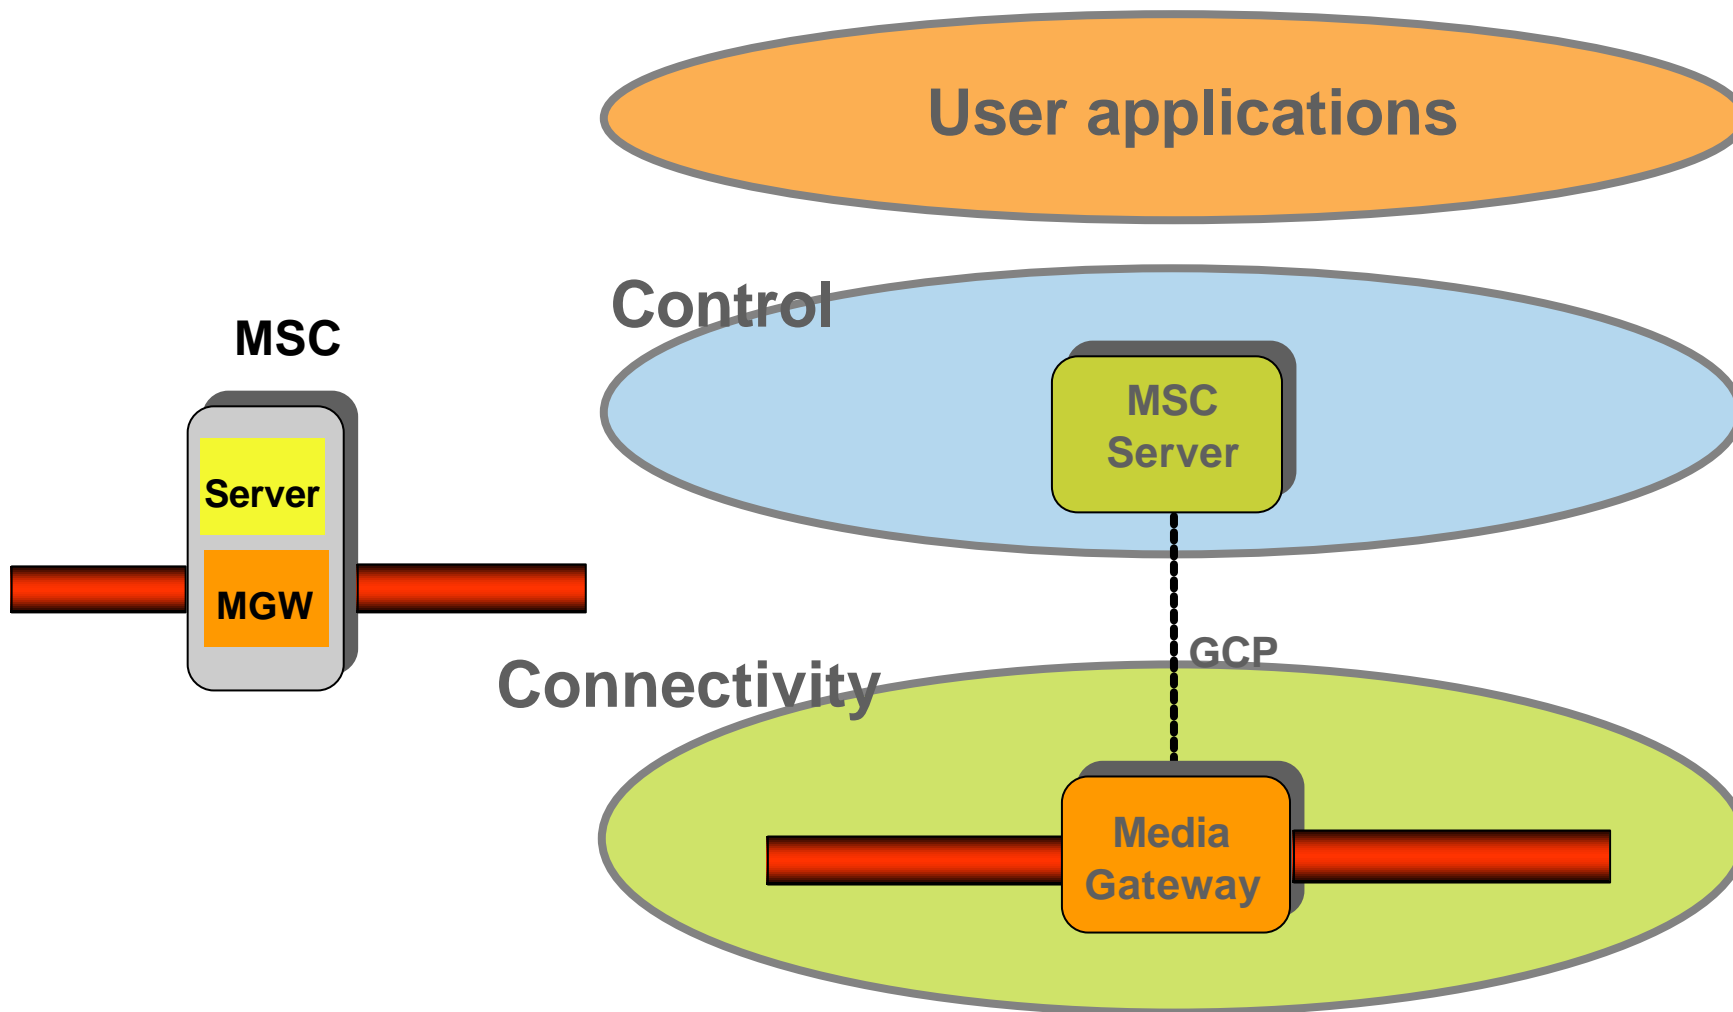 User applications
Control
MSC
MSC
Server
Server
MGW
GCP
Connectivity
Media
Gateway